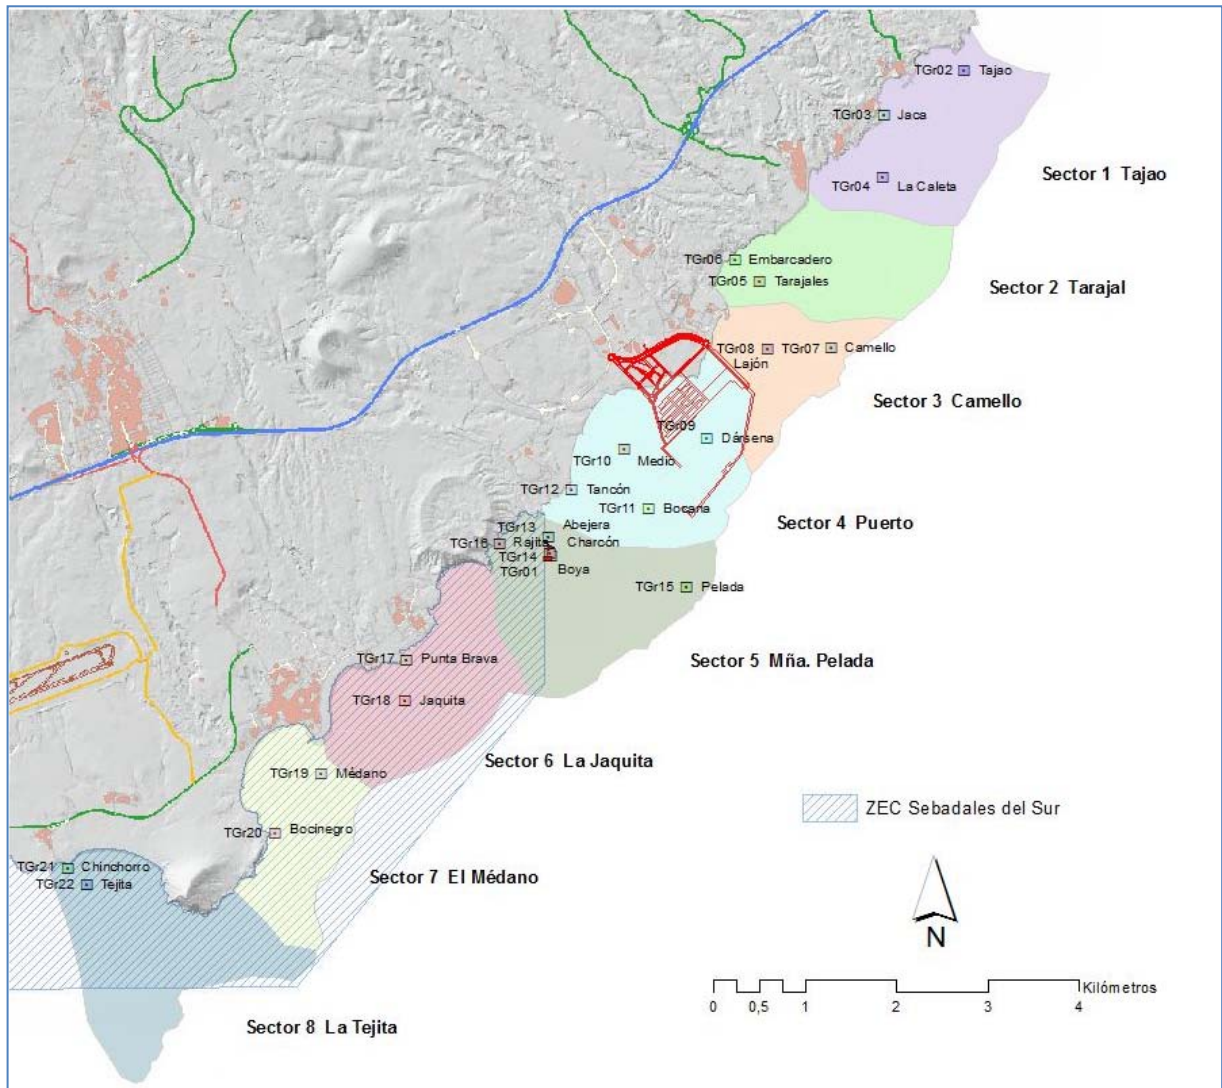 TGr02 Tajao
TGr03 Jaca
Sector 1 Tajao
TGr04 La Caleta
TGr06 Embarcadero
TGr05 Tarajales
Sector 2 Tarajal
TGr08 TGr07 Camello
Lajón
Sector 3 Camello
TGr09
Dársena
TGr10 Medio
TGr12 Tancón
TGr11 Bocana
Sector 4 Puerto
TGr13 Abejera
TGr16 Rajita Charcón
TGr14
TGr01 Boya
TGr15 Pelada
Sector 5 Mña. Pelada
TGr17 Punta Brava
TGr18 Jaquita
Sector 6 La Jaquita
TGr19 Médano
ZEC Sebadales del Sur
TGr20 Bocinegro
TGr21 Chinchorro
Sector 7 El Médano
TGr22 Tejita
N
Kilómetros
0 0,5 1 2 3 4
Sector 8 La Tejita